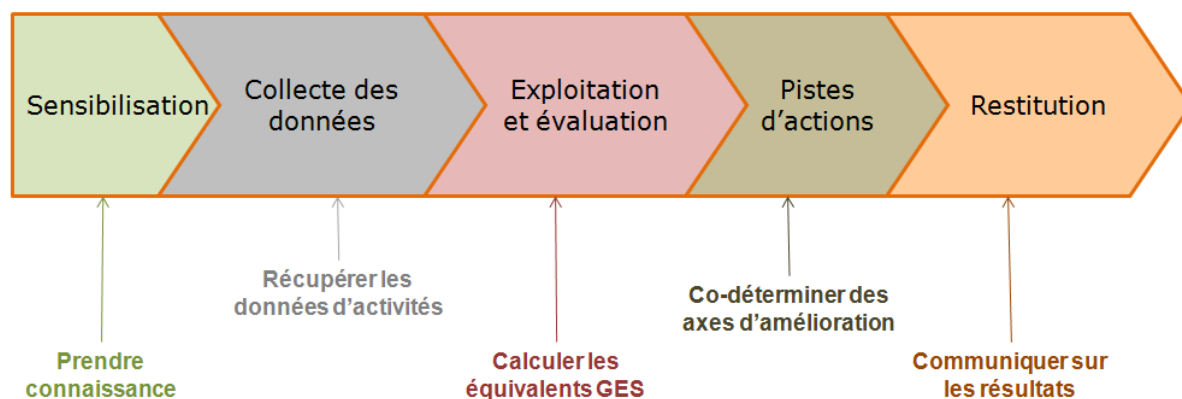 Sensibilisation
Collecte des
données
Exploitation
et évaluation
Pistes
d'actions
Restitution
Récupérer les
données d'activités
Co-déterminer des
axes d'amélioration
Prendre
connaissance
Calculer les
équivalents GES
Communiquer sur
les résultats